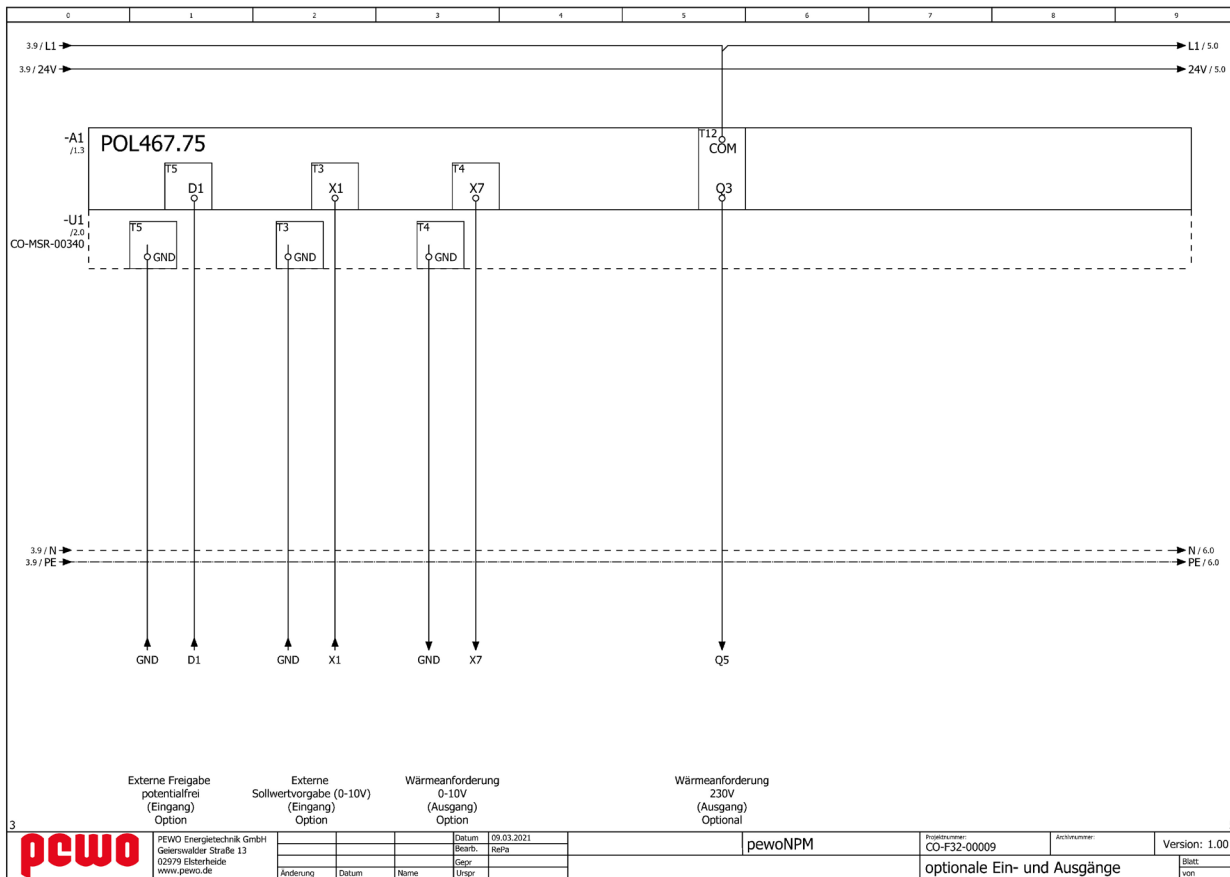 0 1 2 3 4 5 6 7 8 9
3.9 / L1 L1 / 5.0
3.9 / 24V 24V / 5.0
-A1 POL467.75 T12
/1.3 COM
T5 T3 T4
D1 X1 X7 Q3
-U1
/2.0 T5 T3 T4
CO-MSR-00340
GND GND GND
3.9 / N N / 6.0
3.9 / PE PE / 6.0
GND D1 GND X1 GND X7 Q5
Externe Freigabe
potentialfrei
(Eingang)
Option
Externe
Sollwertvorgabe (0-10V)
(Eingang)
Option
Wärmeanforderung
0-10V
(Ausgang)
Option
Wärmeanforderung
230V
(Ausgang)
Optional
3
pewo
PEWO Energietechnik GmbH
Geierswalder Straße 13
02979 Elsterheide
www.pewo.de
Änderung Datum Name
Datum 09.03.2021
Bearb. RePa
Gepr
Urspr
pewoNPM
Projektnummer:
CO-F32-00009
Archivnummer:
Version: 1.00
optionale Ein- und Ausgänge
Blatt
von